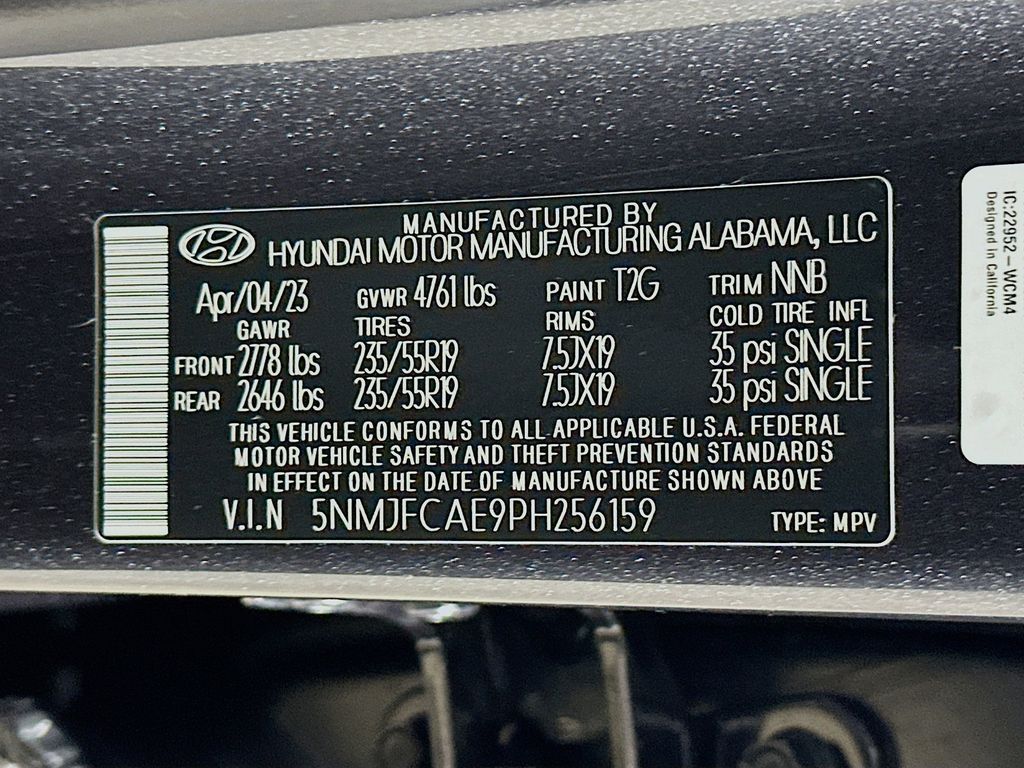 MANUFACTURED BY
HYUNDAI MOTOR MANUFACTURING ALABAMA, LLC
Apr/04/23 GVWR 4761 lbs PAINT T2G TRIM NNB
GAWR TIRES RIMS COLD TIRE INFL
FRONT 2778 lbs 235/55R19 7.5JX19 35 psi SINGLE
REAR 2646 lbs 235/55R19 7.5JX19 35 psi SINGLE
THIS VEHICLE CONFORMS TO ALL APPLICABLE U.S.A. FEDERAL
MOTOR VEHICLE SAFETY AND THEFT PREVENTION STANDARDS
IN EFFECT ON THE DATE OF MANUFACTURE SHOWN ABOVE
V.I.N 5NMJFCAE9PH256159 TYPE: MPV
IC:22952-WGM4
Designed in California